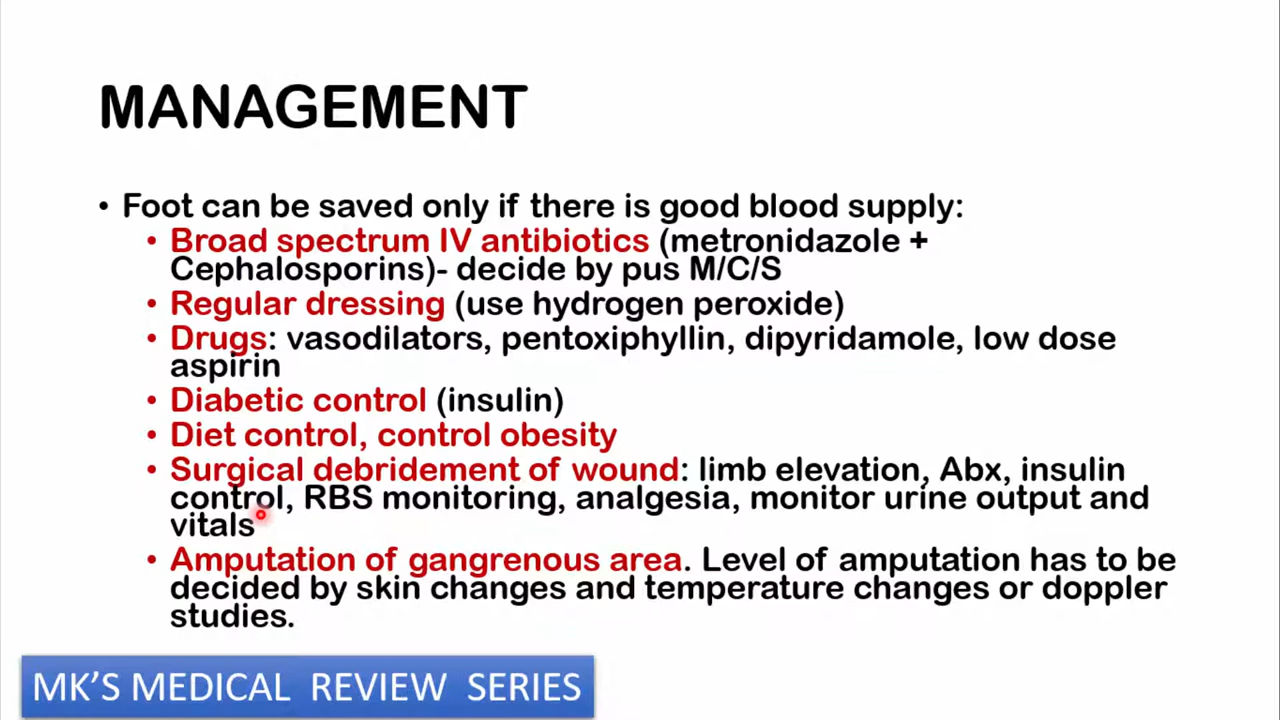 MANAGEMENT
• Foot can be saved only if there is good blood supply:
• Broad spectrum IV antibiotics (metronidazole +
Cephalosporins)- decide by pus M/C/S
• Regular dressing (use hydrogen peroxide)
• Drugs: vasodilators, pentoxiphyllin, dipyridamole, low dose
aspirin
• Diabetic control (insulin)
• Diet control, control obesity
• Surgical debridement of wound: limb elevation, Abx, insulin
control, RBS monitoring, analgesia, monitor urine output and
vitals
• Amputation of gangrenous area. Level of amputation has to be
decided by skin changes and temperature changes or doppler
studies.
MK'S MEDICAL REVIEW SERIES